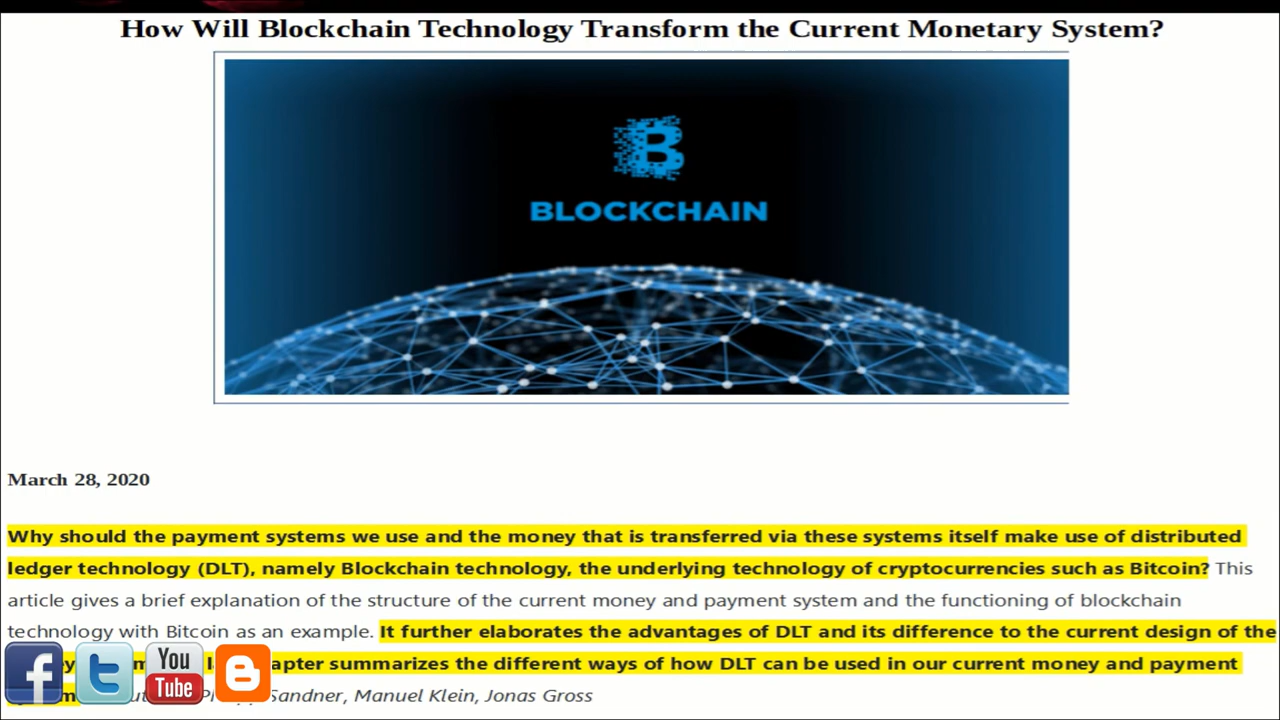 How Will Blockchain Technology Transform the Current Monetary System?
BLOCKCHAIN
March 28, 2020
Why should the payment systems we use and the money that is transferred via these systems itself make use of distributed
ledger technology (DLT), namely Blockchain technology, the underlying technology of cryptocurrencies such as Bitcoin? This
article gives a brief explanation of the structure of the current money and payment system and the functioning of blockchain
technology with Bitcoin as an example. It further elaborates the advantages of DLT and its difference to the current design of the
summarizes the different ways of how DLT can be used in our current money and payment
Sandner, Manuel Klein, Jonas Gross
You
Tube